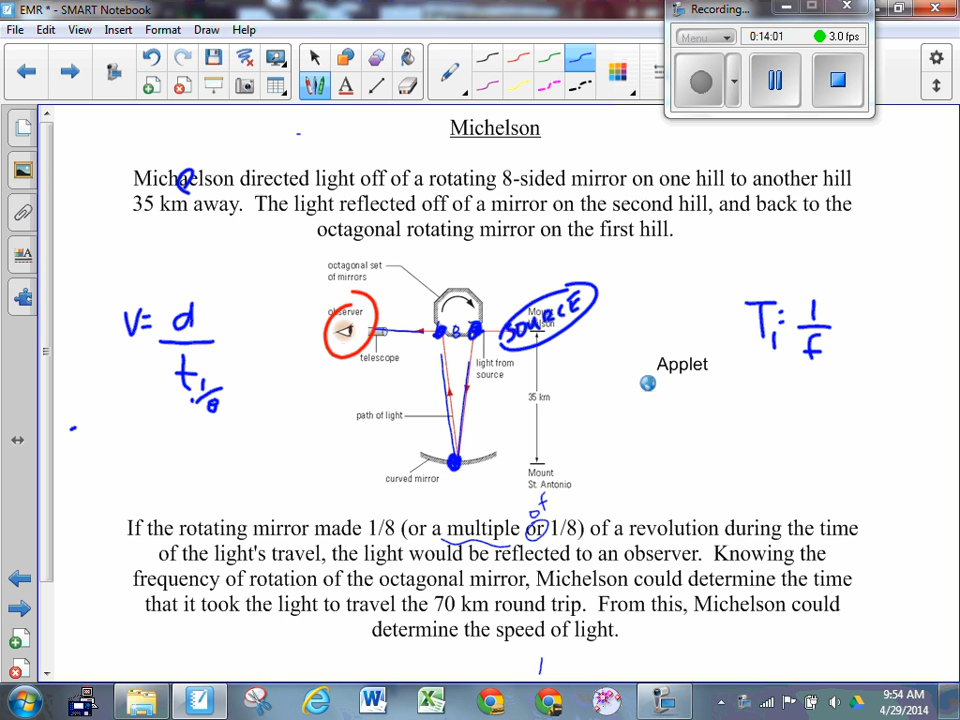 EMR * - SMART Notebook
Recording...
File Edit View Insert Format Draw Help
Menu
0:14:01
3.0 fps
Michelson
Michaelson directed light off of a rotating 8-sided mirror on one hill to another hill
e
35 km away. The light reflected off of a mirror on the second hill, and back to the
octagonal rotating mirror on the first hill.
octagonal set
of mirrors
observer
Mount
SOURCE
telescope
light from
source
V= d
t 1/8
T1 = 1
f
Applet
35 km
path of light
curved mirror
Mount
St. Antonio
of
If the rotating mirror made 1/8 (or a multiple or 1/8) of a revolution during the time
of the light's travel, the light would be reflected to an observer. Knowing the
frequency of rotation of the octagonal mirror, Michelson could determine the time
that it took the light to travel the 70 km round trip. From this, Michelson could
determine the speed of light.
9:54 AM
4/29/2014